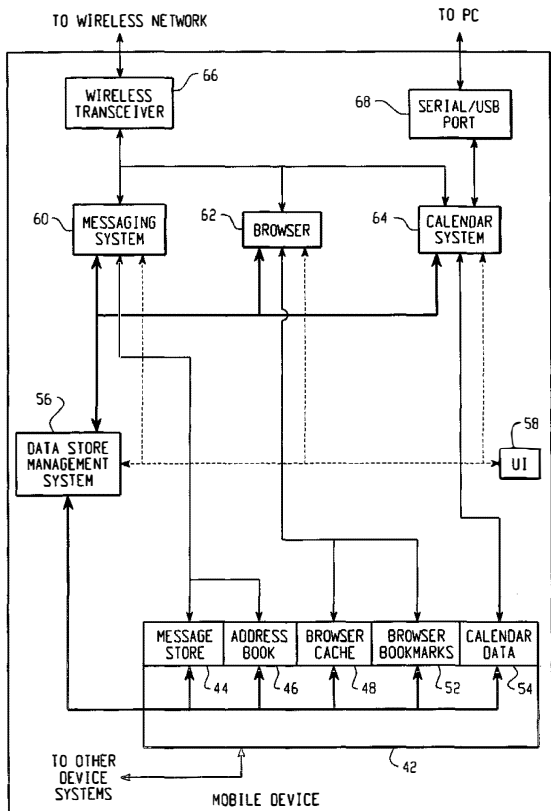 TO WIRELESS NETWORK
TO PC
66
WIRELESS
TRANSCEIVER
68
SERIAL/USB
PORT
60
MESSAGING
SYSTEM
62
BROWSER
64
CALENDAR
SYSTEM
56
DATA STORE
MANAGEMENT
SYSTEM
58
UI
MESSAGE
STORE
ADDRESS
BOOK
BROWSER
CACHE
BROWSER
BOOKMARKS
CALENDAR
DATA
44
46
48
52
54
42
TO OTHER
DEVICE
SYSTEMS
MOBILE DEVICE